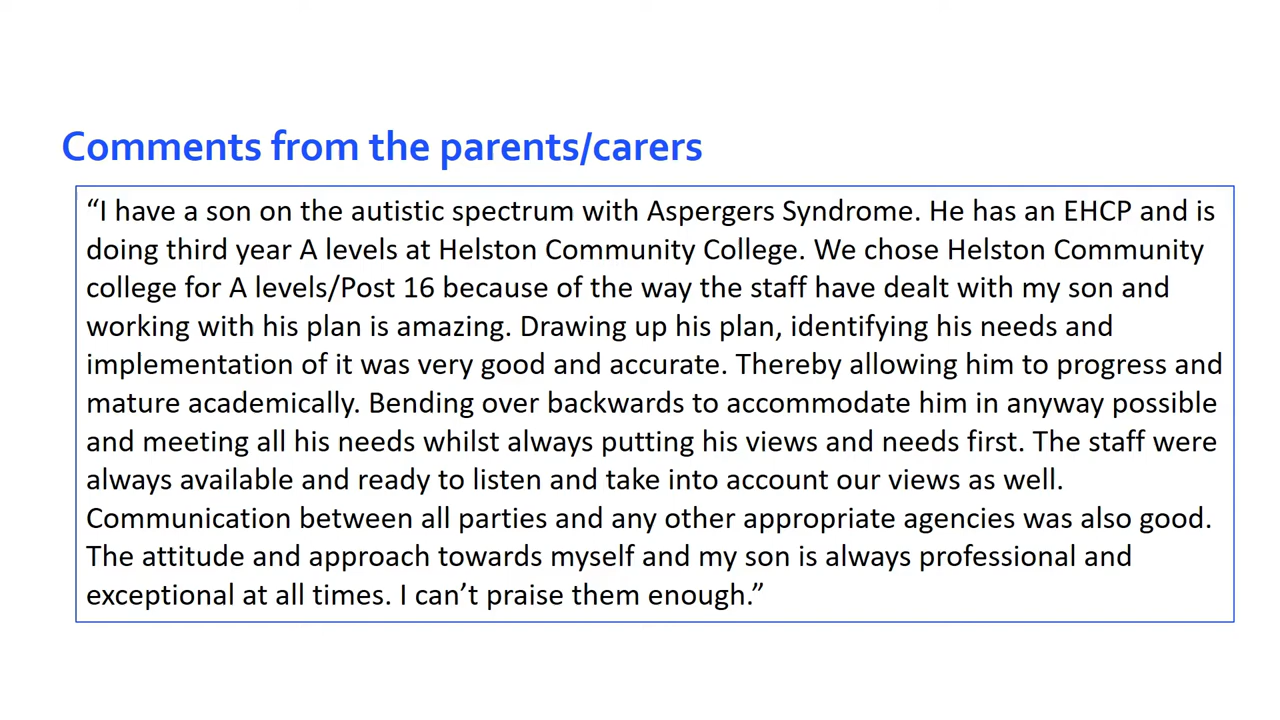 Comments from the parents/carers
“I have a son on the autistic spectrum with Aspergers Syndrome. He has an EHCP and is
doing third year A levels at Helston Community College. We chose Helston Community
college for A levels/Post 16 because of the way the staff have dealt with my son and
working with his plan is amazing. Drawing up his plan, identifying his needs and
implementation of it was very good and accurate. Thereby allowing him to progress and
mature academically. Bending over backwards to accommodate him in anyway possible
and meeting all his needs whilst always putting his views and needs first. The staff were
always available and ready to listen and take into account our views as well.
Communication between all parties and any other appropriate agencies was also good.
The attitude and approach towards myself and my son is always professional and
exceptional at all times. I can’t praise them enough.”